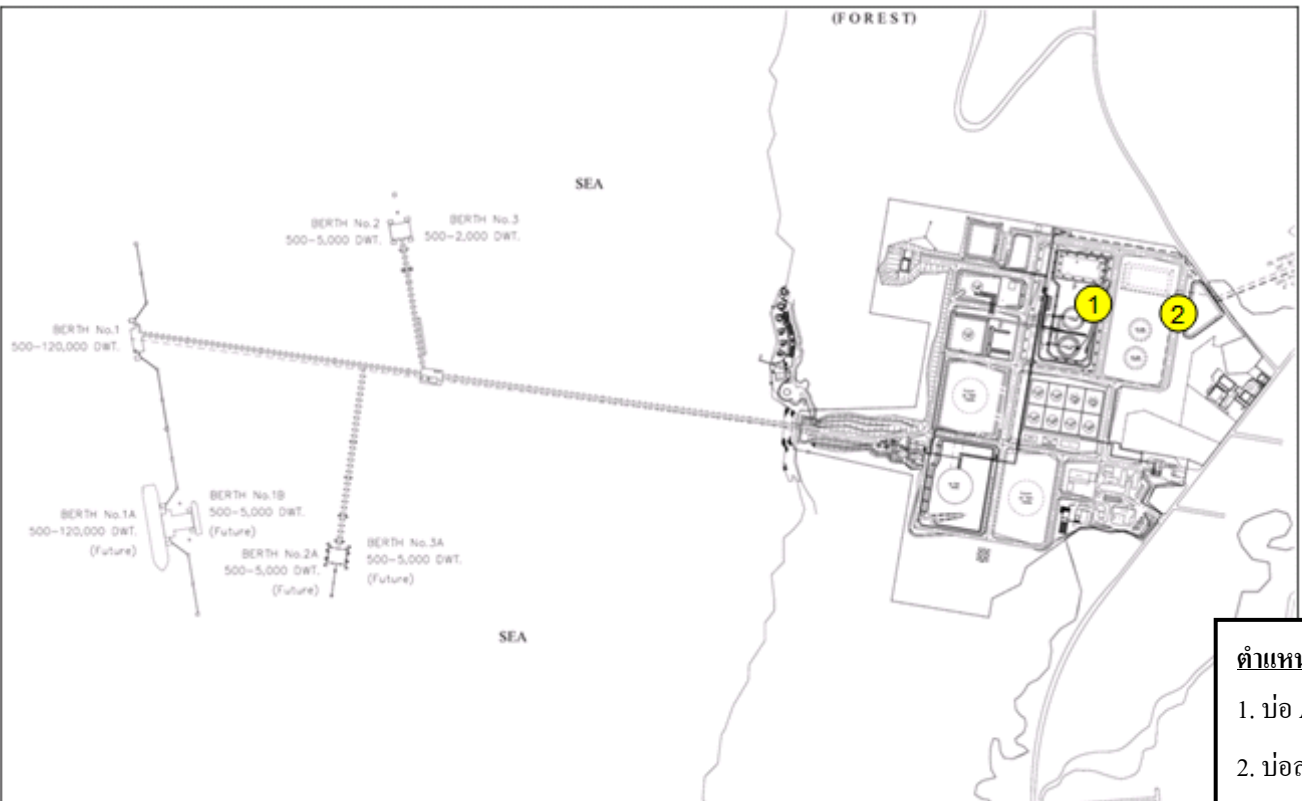 (FOREST)
SEA
BERTH No.2
500-5,000 DWT.
BERTH No.3
500-2,000 DWT.
BERTH No.1
500-120,000 DWT.
1
2
BERTH No.1A
500-120,000 DWT.
(Future)
BERTH No.1B
500-5,000 DWT.
(Future)
BERTH No.2A
500-5,000 DWT.
(Future)
BERTH No.3A
500-5,000 DWT.
(Future)
SEA
1. บ่อ
2.